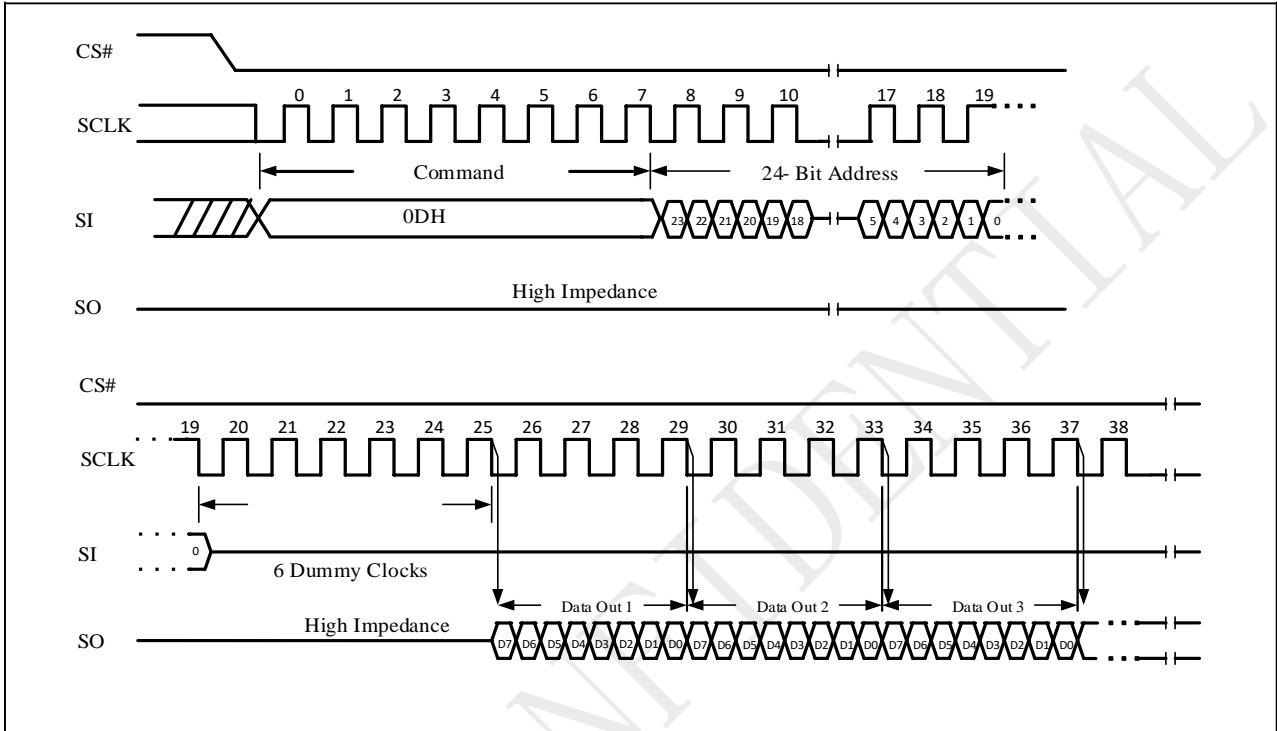 CS#
0 1 2 3 4 5 6 7 8 9 10 17 18 19
SCLK
Command 24- Bit Address
SI 0DH 23 22 21 20 19 18 5 4 3 2 1 0
High Impedance
SO
CS#
19 20 21 22 23 24 25 26 27 28 29 30 31 32 33 34 35 36 37 38
SCLK
SI 0
6 Dummy Clocks
Data Out 1 Data Out 2 Data Out 3
High Impedance
SO D7 D6 D5 D4 D3 D2 D1 D0 D7 D6 D5 D4 D3 D2 D1 D0 D7 D6 D5 D4 D3 D2 D1 D0
NFIDENTIAL